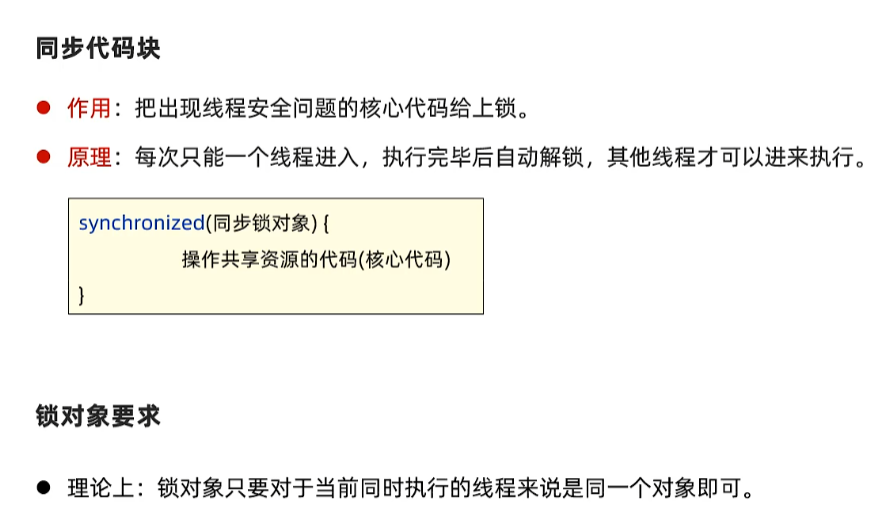 同步代码块
作用：把出现线程安全问题的核心代码给上锁。
原理：每次只能一个线程进入，执行完毕后自动解锁，其他线程才可以进来执行。
synchronized(同步锁对象) {
操作共享资源的代码(核心代码)
}
锁对象要求
理论上：锁对象只要对于当前同时执行的线程来说是同一个对象即可。